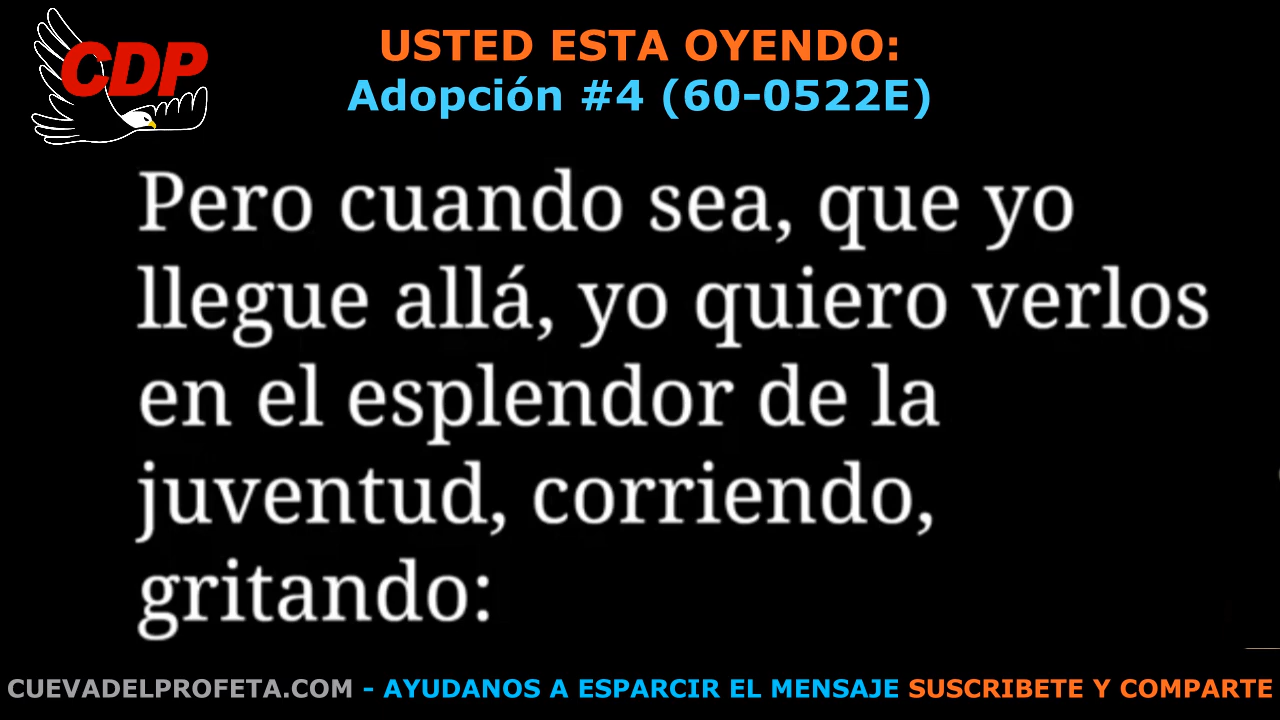 CDP
USTED ESTA OYENDO:
Adopción #4 (60-0522E)
Pero cuando sea, que yo
llegue allá, yo quiero verlos
en el esplendor de la
juventud, corriendo,
gritando:
CUEVADELPROFETA.COM - AYUDANOS A ESPARCIR EL MENSAJE SUSCRIBETE Y COMPARTE